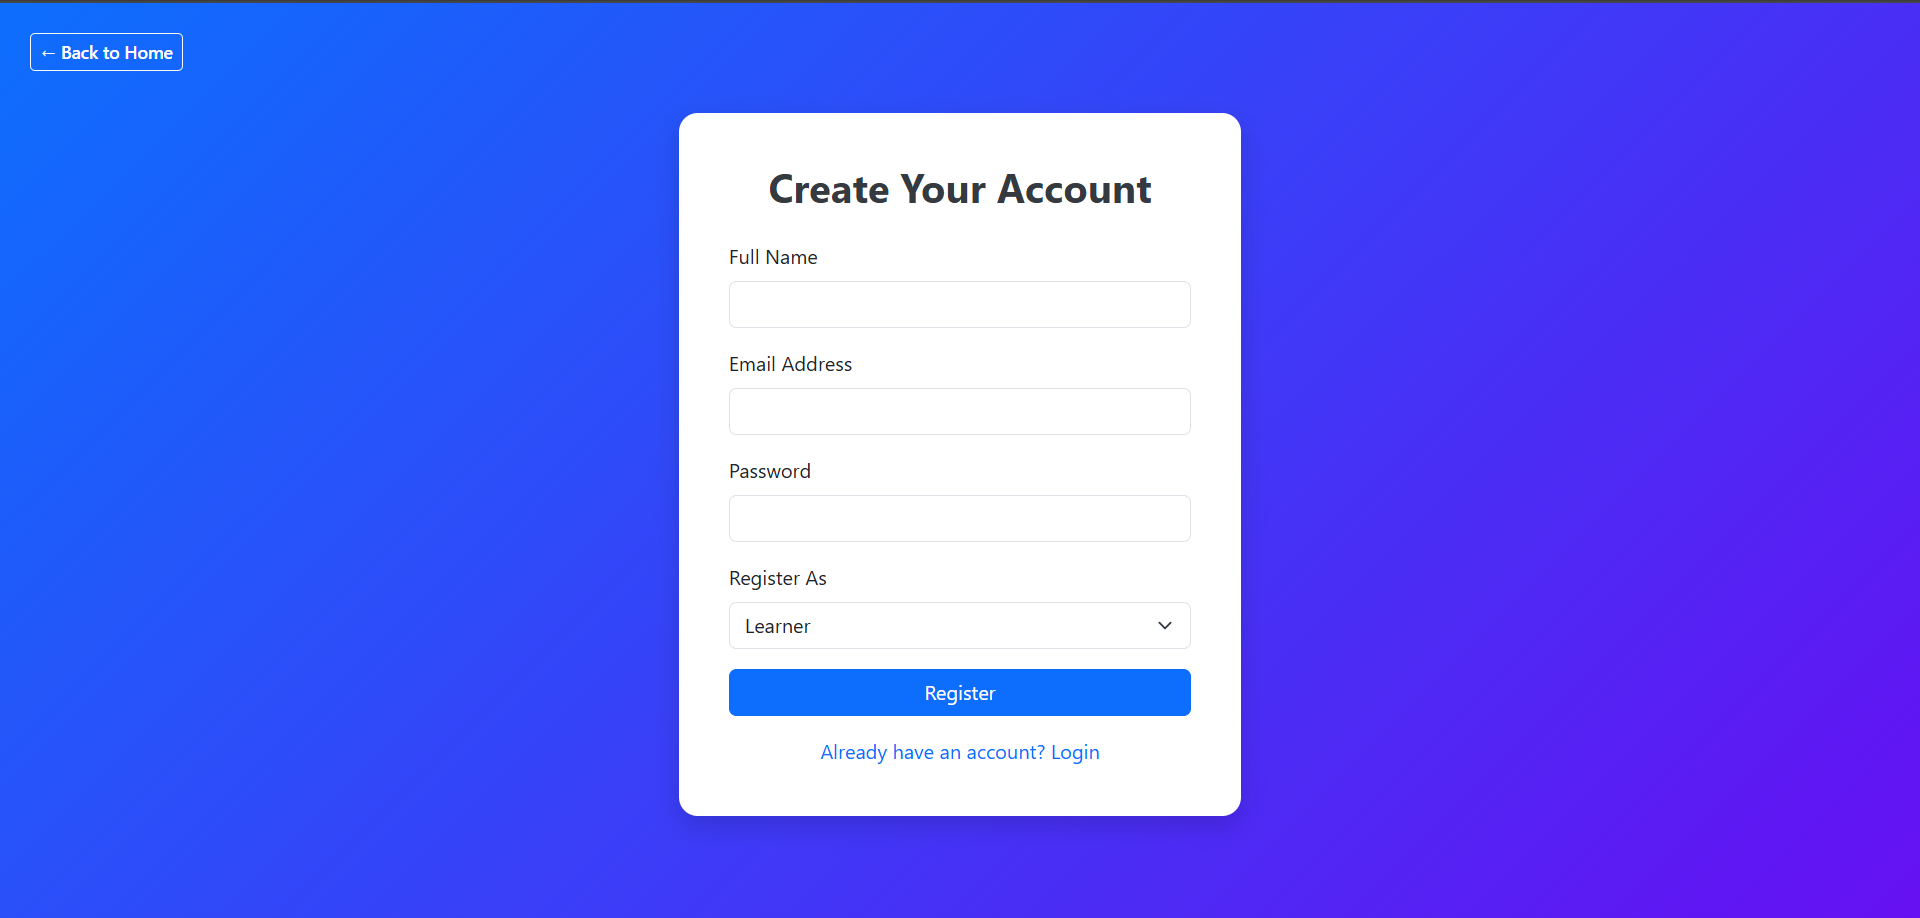 ← Back to Home
Create Your Account
Full Name
Email Address
Password
Register As
Learner
Register
Already have an account? Login